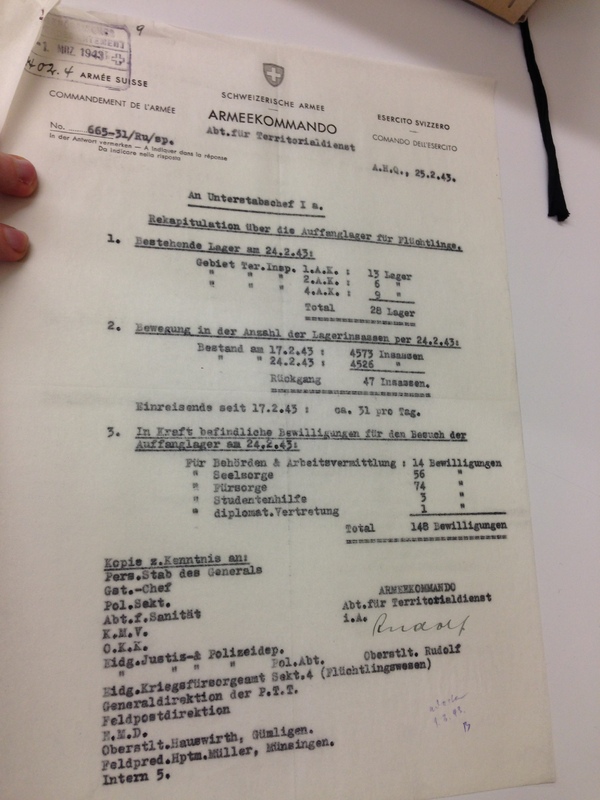 9
1. MRZ. 1943
402.4
ARMÉE SUISSE
COMMANDEMENT DE L'ARMÉE
SCHWEIZERISCHE ARMEE
ARMEEKOMMANDO
Abt.für Territorialdienst
ESERCITO SVIZZERO
COMANDO DELL'ESERCITO
No. 665-31/Ru/sp.
In der Antwort vermerken — A indiquer dans la réponse
Da indicare nella risposta
A.H.Q., 25.2.43.
An Unterstabschef I a.
Rekapitulation über die Auffanglager für Flüchtlinge.
1. Bestehende Lager am 24.2.43:
Gebiet Ter.Insp. 1.A.K. : 13 Lager
" " " 2.A.K. : 6 "
" " " 4.A.K. : 9 "
Total 28 Lager
2. Bewegung in der Anzahl der Lagerinsassen per 24.2.43:
Bestand am 17.2.43 : 4573 Insassen
" " 24.2.43 : 4526 "
Rückgang 47 Insassen.
Einreisende seit 17.2.43 : ca. 31 pro Tag.
3. In Kraft befindliche Bewilligungen für den Besuch der
Auffanglager am 24.2.43:
Für Behörden & Arbeitsvermittlung : 14 Bewilligungen
" Seelsorge 56 "
" Fürsorge 74 "
" Studentenhilfe 3 "
" diplomat.Vertretung 1 "
Total 148 Bewilligungen
Kopie z.Kenntnis an:
Pers.Stab des Generals
Gst.-Chef
Pol.Sekt.
Abt.f.Sanität
K.M.V.
O.K.K.
Eidg.Justiz-& Polizeidep.
" " " " Pol.Abt.
Eidg.Kriegsfürsorgeamt Sekt.4 (Flüchtlingswesen)
Generaldirektion der P.T.T.
Feldpostdirektion
H.M.D.
Oberstlt.Hauswirth, Gümligen.
Feldpred.Hptm.Müller, Münsingen.
Intern 5.
ARMEEKOMMANDO
Abt.für Territorialdienst
i.A.
Rudolf
Oberstlt. Rudolf